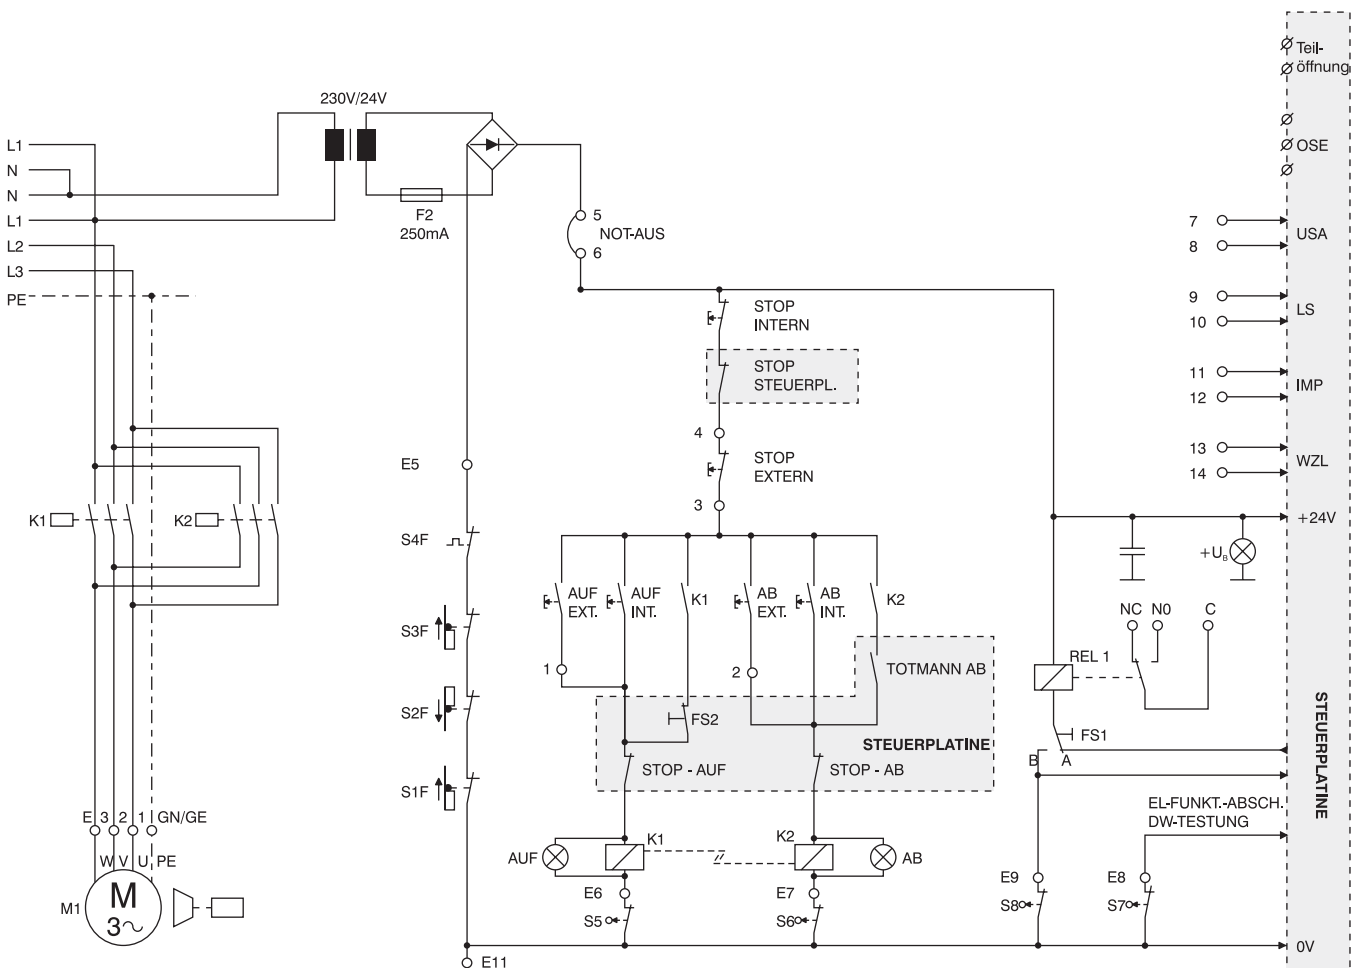 Teil-
öffnung
230V/24V
L1
N
N
L1
L2
L3
PE
F2
250mA
OSE
5
NOT-AUS
6
7
8
USA
9
10
LS
11
12
IMP
13
14
WZL
+24V
STOP
INTERN
STOP
STEUERPL.
4
STOP
EXTERN
3
E5
K1
K2
S4F
S3F
S2F
S1F
AUF
EXT.
AUF
INT.
K1
AB
EXT.
AB
INT.
K2
1
2
TOTMANN AB
FS2
STEUERPLATINE
STOP - AUF
STOP - AB
+UB
NC
N0
C
REL 1
FS1
B
A
STEUERPLATINE
EL-FUNKT.-ABSCH.
DW-TESTUNG
E
3
2
1
GN/GE
W
V
U
PE
M1
M
3~
AUF
K1
K2
AB
E6
E7
E9
E8
S5
S6
S8
S7
E11
0V